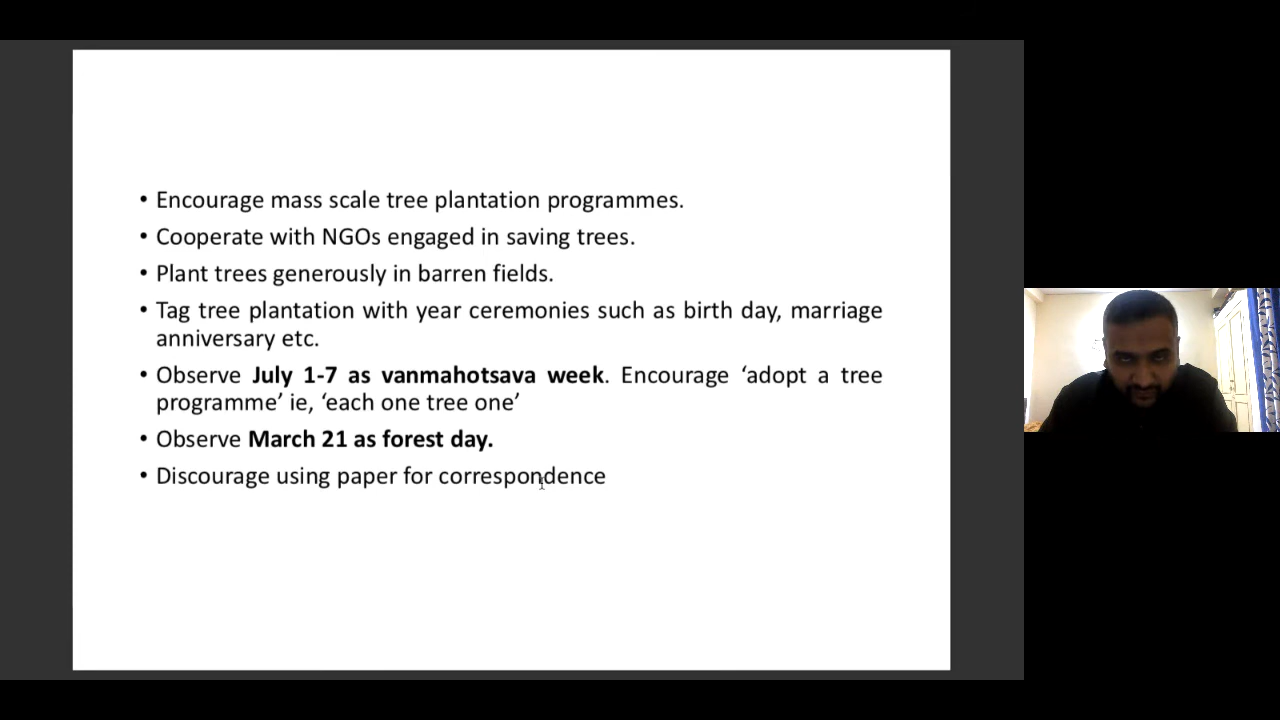 • Encourage mass scale tree plantation programmes.
• Cooperate with NGOs engaged in saving trees.
• Plant trees generously in barren fields.
• Tag tree plantation with year ceremonies such as birth day, marriage
anniversary etc.
• Observe July 1-7 as vanmahotsava week. Encourage ‘adopt a tree
programme’ ie, ‘each one tree one’
• Observe March 21 as forest day.
• Discourage using paper for correspondence